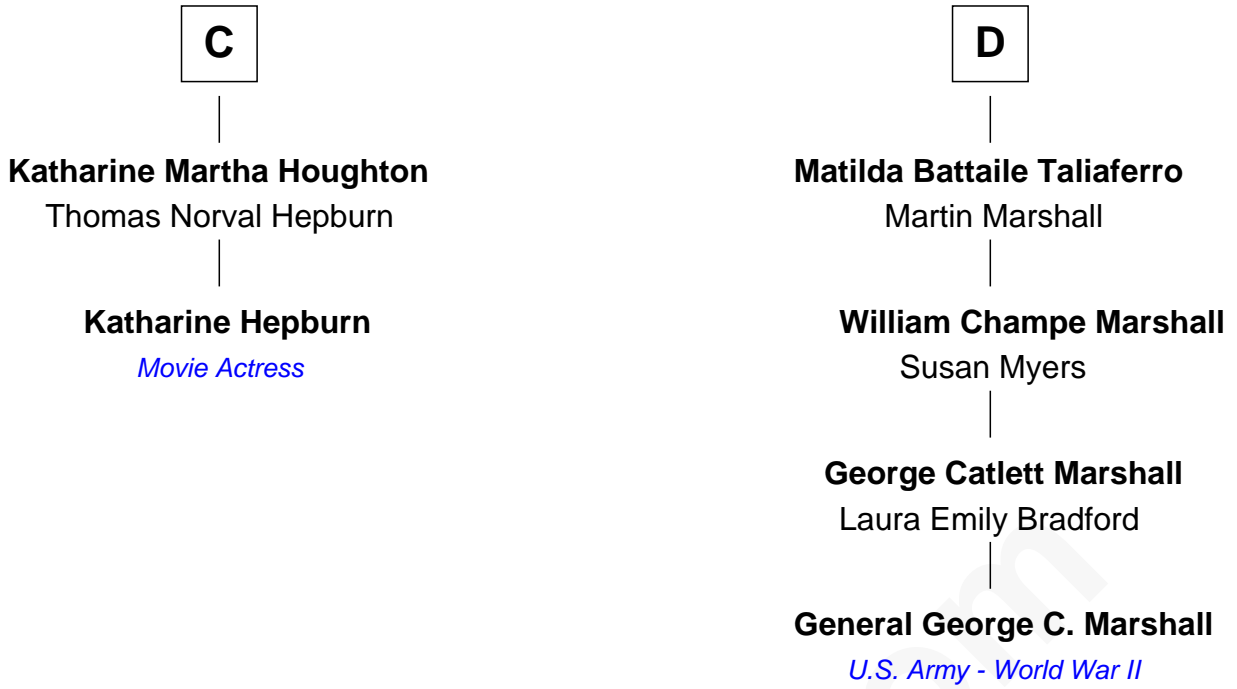 C
Katharine Martha Houghton
Thomas Norval Hepburn
Katharine Hepburn
Movie Actress
D
Matilda Battaile Taliaferro
Martin Marshall
William Champe Marshall
Susan Myers
George Catlett Marshall
Laura Emily Bradford
General George C. Marshall
U.S. Army - World War II